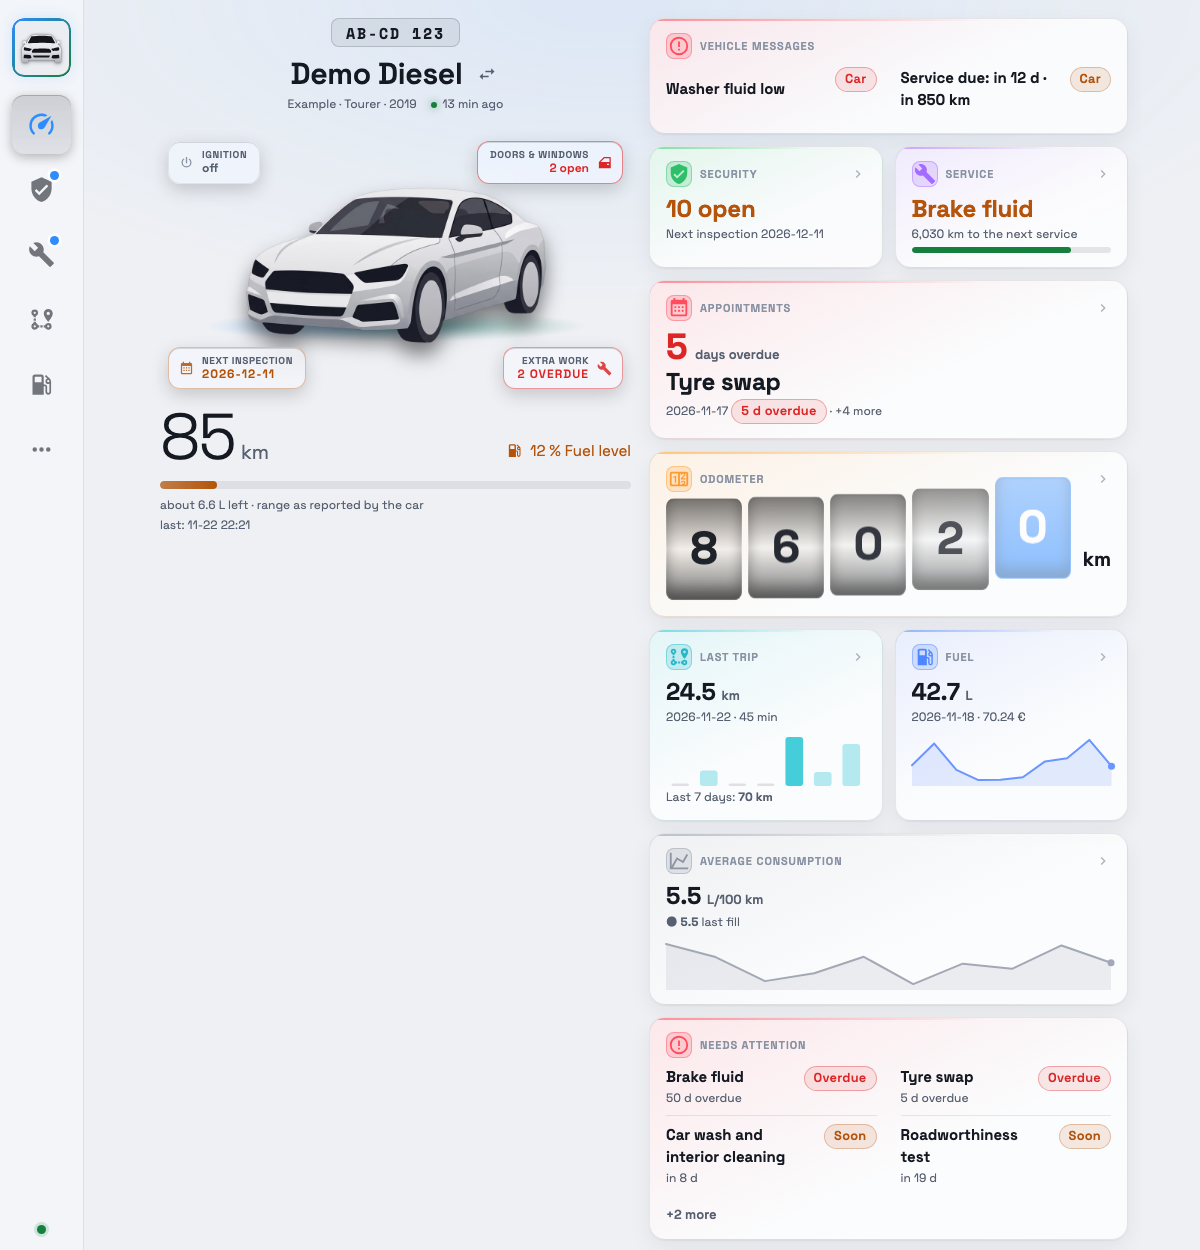 AB-CD 123
Demo Diesel
Example · Tourer · 2019 13 min ago
IGNITION
off
DOORS & WINDOWS
2 open
NEXT INSPECTION
2026-12-11
EXTRA WORK
2 OVERDUE
85 km
12 % Fuel level
about 6.6 L left · range as reported by the car
last: 11-22 22:21
VEHICLE MESSAGES
Washer fluid low
Car
Service due: in 12 d ·
in 850 km
Car
SECURITY
10 open
Next inspection 2026-12-11
SERVICE
Brake fluid
6,030 km to the next service
APPOINTMENTS
5 days overdue
Tyre swap
2026-11-17 5 d overdue · +4 more
ODOMETER
8 6 0 2 0 km
LAST TRIP
24.5 km
2026-11-22 · 45 min
Last 7 days: 70 km
FUEL
42.7 L
2026-11-18 · 70.24 €
AVERAGE CONSUMPTION
5.5 L/100 km
5.5 last fill
NEEDS ATTENTION
Brake fluid
Overdue
50 d overdue
Tyre swap
Overdue
5 d overdue
Car wash and
interior cleaning
Soon
in 8 d
Roadworthiness
test
Soon
in 19 d
+2 more